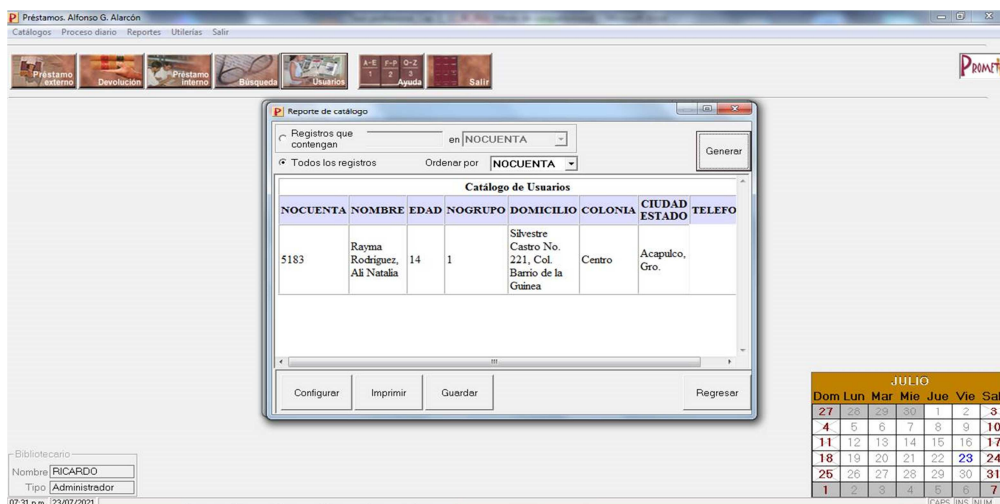 Préstamos. Alfonso G. Alarcón
Catálogos Proceso diario Reportes Utilerías Salir
Préstamo externo
Devolución
Préstamo interno
Búsqueda
Usuarios
A-E F-P Q-Z
1 2 3
Ayuda
Salir
PROMET
Reporte de catálogo
Registros que contengan
en NOCUENTA
Generar
Todos los registros
Ordenar por NOCUENTA
Catálogo de Usuarios
NOCUENTA NOMBRE EDAD NOGRUPO DOMICILIO COLONIA CIUDAD ESTADO TELEFO
5183 Rayma Rodriguez, Ali Natalia 14 1 Silvestre Castro No. 221, Col. Barrio de la Guinea Centro Acapulco, Gro.
Configurar Imprimir Guardar Regresar
JULIO
Dom Lun Mar Mie Jue Vie Sal
27 28 29 30 1 2 3
4 5 6 7 8 9 10
11 12 13 14 15 16 17
18 19 20 21 22 23 24
25 26 27 28 29 30 31
1 2 3 4 5 6 7
Bibliotecario
Nombre RICARDO
Tipo Administrador
07:31 p.m. 23/07/2021
CAPS INS NUM